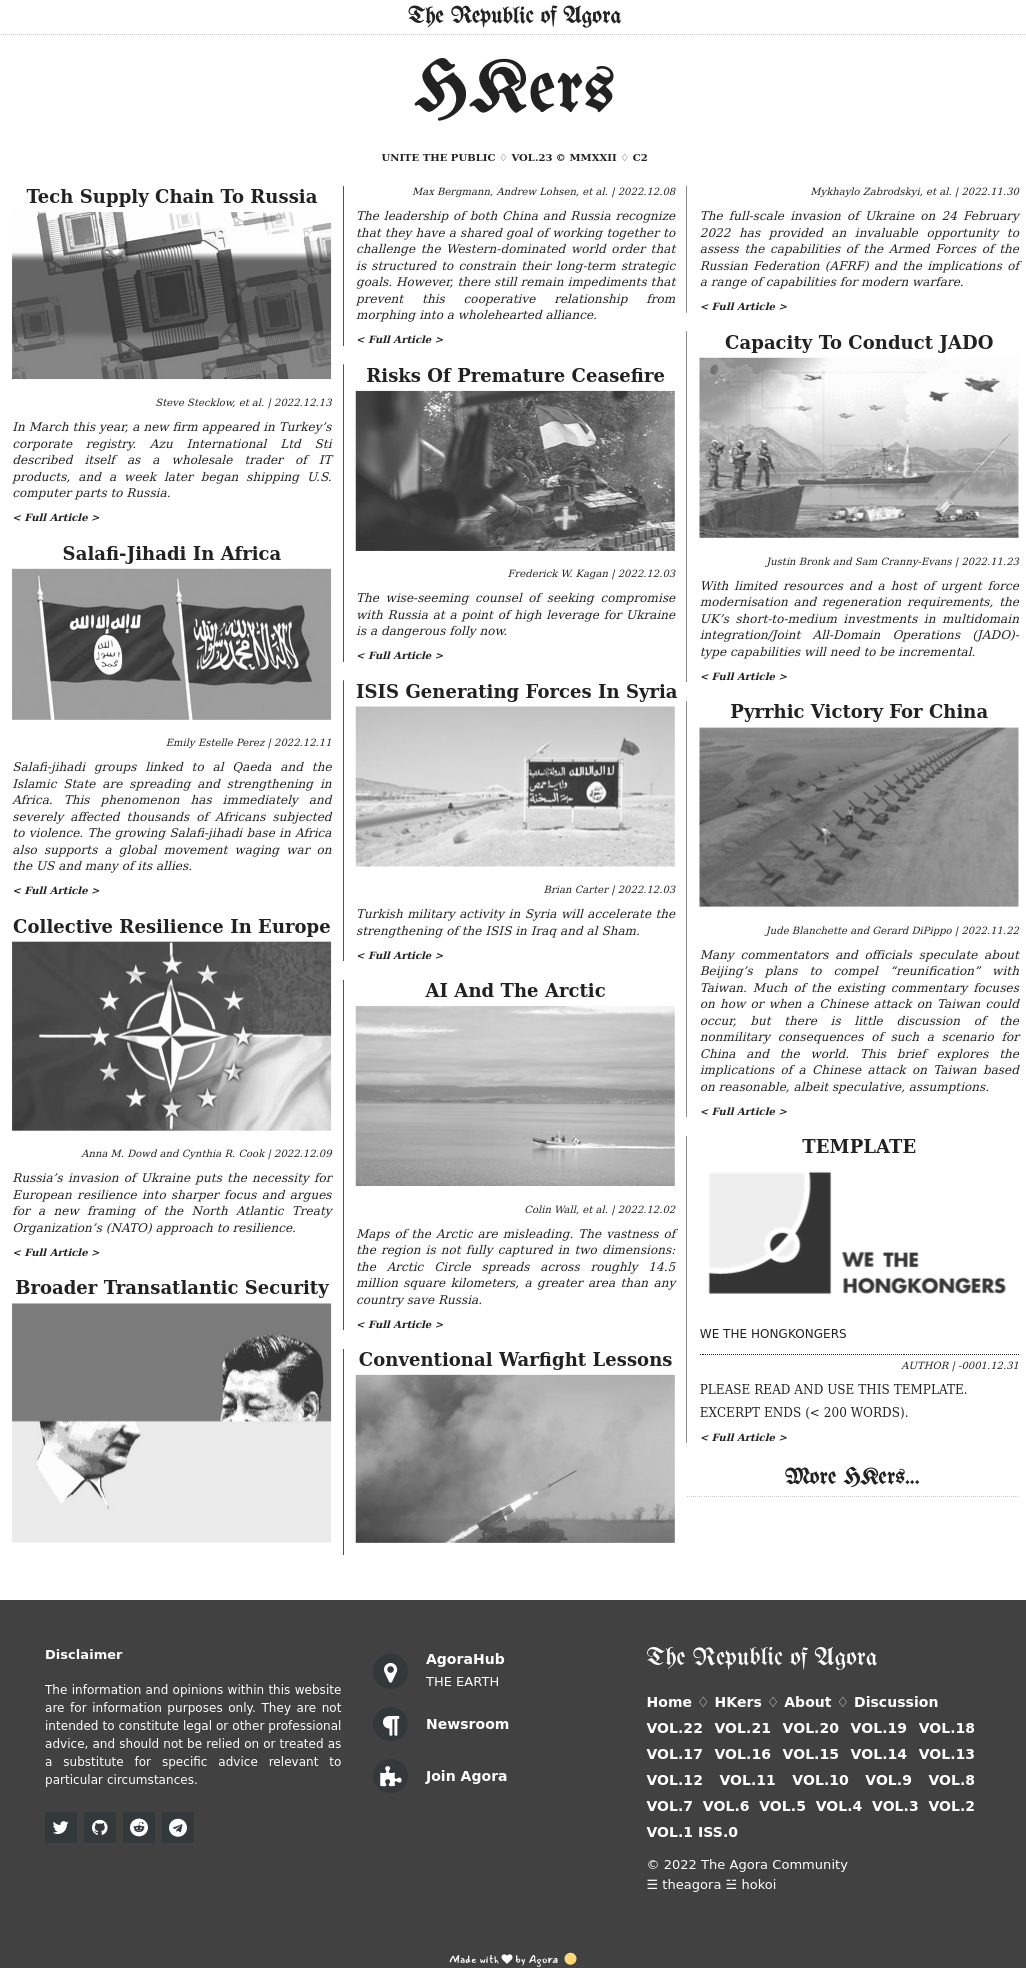 The Republic of Agora
HKers
UNITE THE PUBLIC ♢ VOL.23 © MMXXII ♢ C2
Tech Supply Chain To Russia
Steve Stecklow, et al. | 2022.12.13
In March this year, a new firm appeared in Turkey’s
corporate registry. Azu International Ltd Sti
described itself as a wholesale trader of IT
products, and a week later began shipping U.S.
computer parts to Russia.
< Full Article >
Salafi-Jihadi In Africa
لا إله إلا الله
الله
رسول
محمد
لا إله إلا الله محمد رسول الله
Emily Estelle Perez | 2022.12.11
Salafi-jihadi groups linked to al Qaeda and the
Islamic State are spreading and strengthening in
Africa. This phenomenon has immediately and
severely affected thousands of Africans subjected
to violence. The growing Salafi-jihadi base in Africa
also supports a global movement waging war on
the US and many of its allies.
< Full Article >
Collective Resilience In Europe
Anna M. Dowd and Cynthia R. Cook | 2022.12.09
Russia’s invasion of Ukraine puts the necessity for
European resilience into sharper focus and argues
for a new framing of the North Atlantic Treaty
Organization’s (NATO) approach to resilience.
< Full Article >
Broader Transatlantic Security
Max Bergmann, Andrew Lohsen, et al. | 2022.12.08
The leadership of both China and Russia recognize
that they have a shared goal of working together to
challenge the Western-dominated world order that
is structured to constrain their long-term strategic
goals. However, there still remain impediments that
prevent this cooperative relationship from
morphing into a wholehearted alliance.
< Full Article >
Risks Of Premature Ceasefire
Frederick W. Kagan | 2022.12.03
The wise-seeming counsel of seeking compromise
with Russia at a point of high leverage for Ukraine
is a dangerous folly now.
< Full Article >
ISIS Generating Forces In Syria
Brian Carter | 2022.12.03
Turkish military activity in Syria will accelerate the
strengthening of the ISIS in Iraq and al Sham.
< Full Article >
AI And The Arctic
Colin Wall, et al. | 2022.12.02
Maps of the Arctic are misleading. The vastness of
the region is not fully captured in two dimensions:
the Arctic Circle spreads across roughly 14.5
million square kilometers, a greater area than any
country save Russia.
< Full Article >
Conventional Warfight Lessons
Mykhaylo Zabrodskyi, et al. | 2022.11.30
The full-scale invasion of Ukraine on 24 February
2022 has provided an invaluable opportunity to
assess the capabilities of the Armed Forces of the
Russian Federation (AFRF) and the implications of
a range of capabilities for modern warfare.
< Full Article >
Capacity To Conduct JADO
Justin Bronk and Sam Cranny-Evans | 2022.11.23
With limited resources and a host of urgent force
modernisation and regeneration requirements, the
UK’s short-to-medium investments in multidomain
integration/Joint All-Domain Operations (JADO)-
type capabilities will need to be incremental.
< Full Article >
Pyrrhic Victory For China
Jude Blanchette and Gerard DiPippo | 2022.11.22
Many commentators and officials speculate about
Beijing’s plans to compel “reunification” with
Taiwan. Much of the existing commentary focuses
on how or when a Chinese attack on Taiwan could
occur, but there is little discussion of the
nonmilitary consequences of such a scenario for
China and the world. This brief explores the
implications of a Chinese attack on Taiwan based
on reasonable, albeit speculative, assumptions.
< Full Article >
TEMPLATE
WE THE
HONGKONGERS
WE THE HONGKONGERS
AUTHOR | -0001.12.31
PLEASE READ AND USE THIS TEMPLATE.
EXCERPT ENDS (< 200 WORDS).
< Full Article >
More HKers...
Disclaimer
The information and opinions within this website
are for information purposes only. They are not
intended to constitute legal or other professional
advice, and should not be relied on or treated as
a substitute for specific advice relevant to
particular circumstances.
AgoraHub
THE EARTH
Newsroom
Join Agora
The Republic of Agora
Home ♢ HKers ♢ About ♢ Discussion
VOL.22 VOL.21 VOL.20 VOL.19 VOL.18
VOL.17 VOL.16 VOL.15 VOL.14 VOL.13
VOL.12 VOL.11 VOL.10 VOL.9 VOL.8
VOL.7 VOL.6 VOL.5 VOL.4 VOL.3 VOL.2
VOL.1 ISS.0
© 2022 The Agora Community
☰ theagora ☱ hokoi
Made with ❤ by Agora